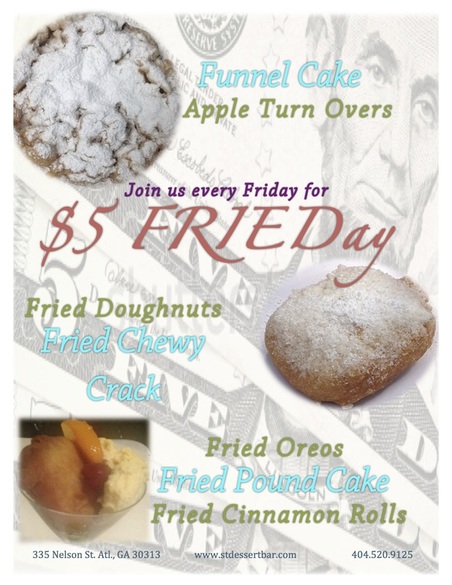 Funnel Cake
Apple Turn Overs
Join us every Friday for
$5 FRIEDay
Fried Doughnuts
Fried Chewy
Crack
Fried Oreos
Fried Pound Cake
Fried Cinnamon Rolls
335 Nelson St. Atl., GA 30313 www.stdessertbar.com 404.520.9125